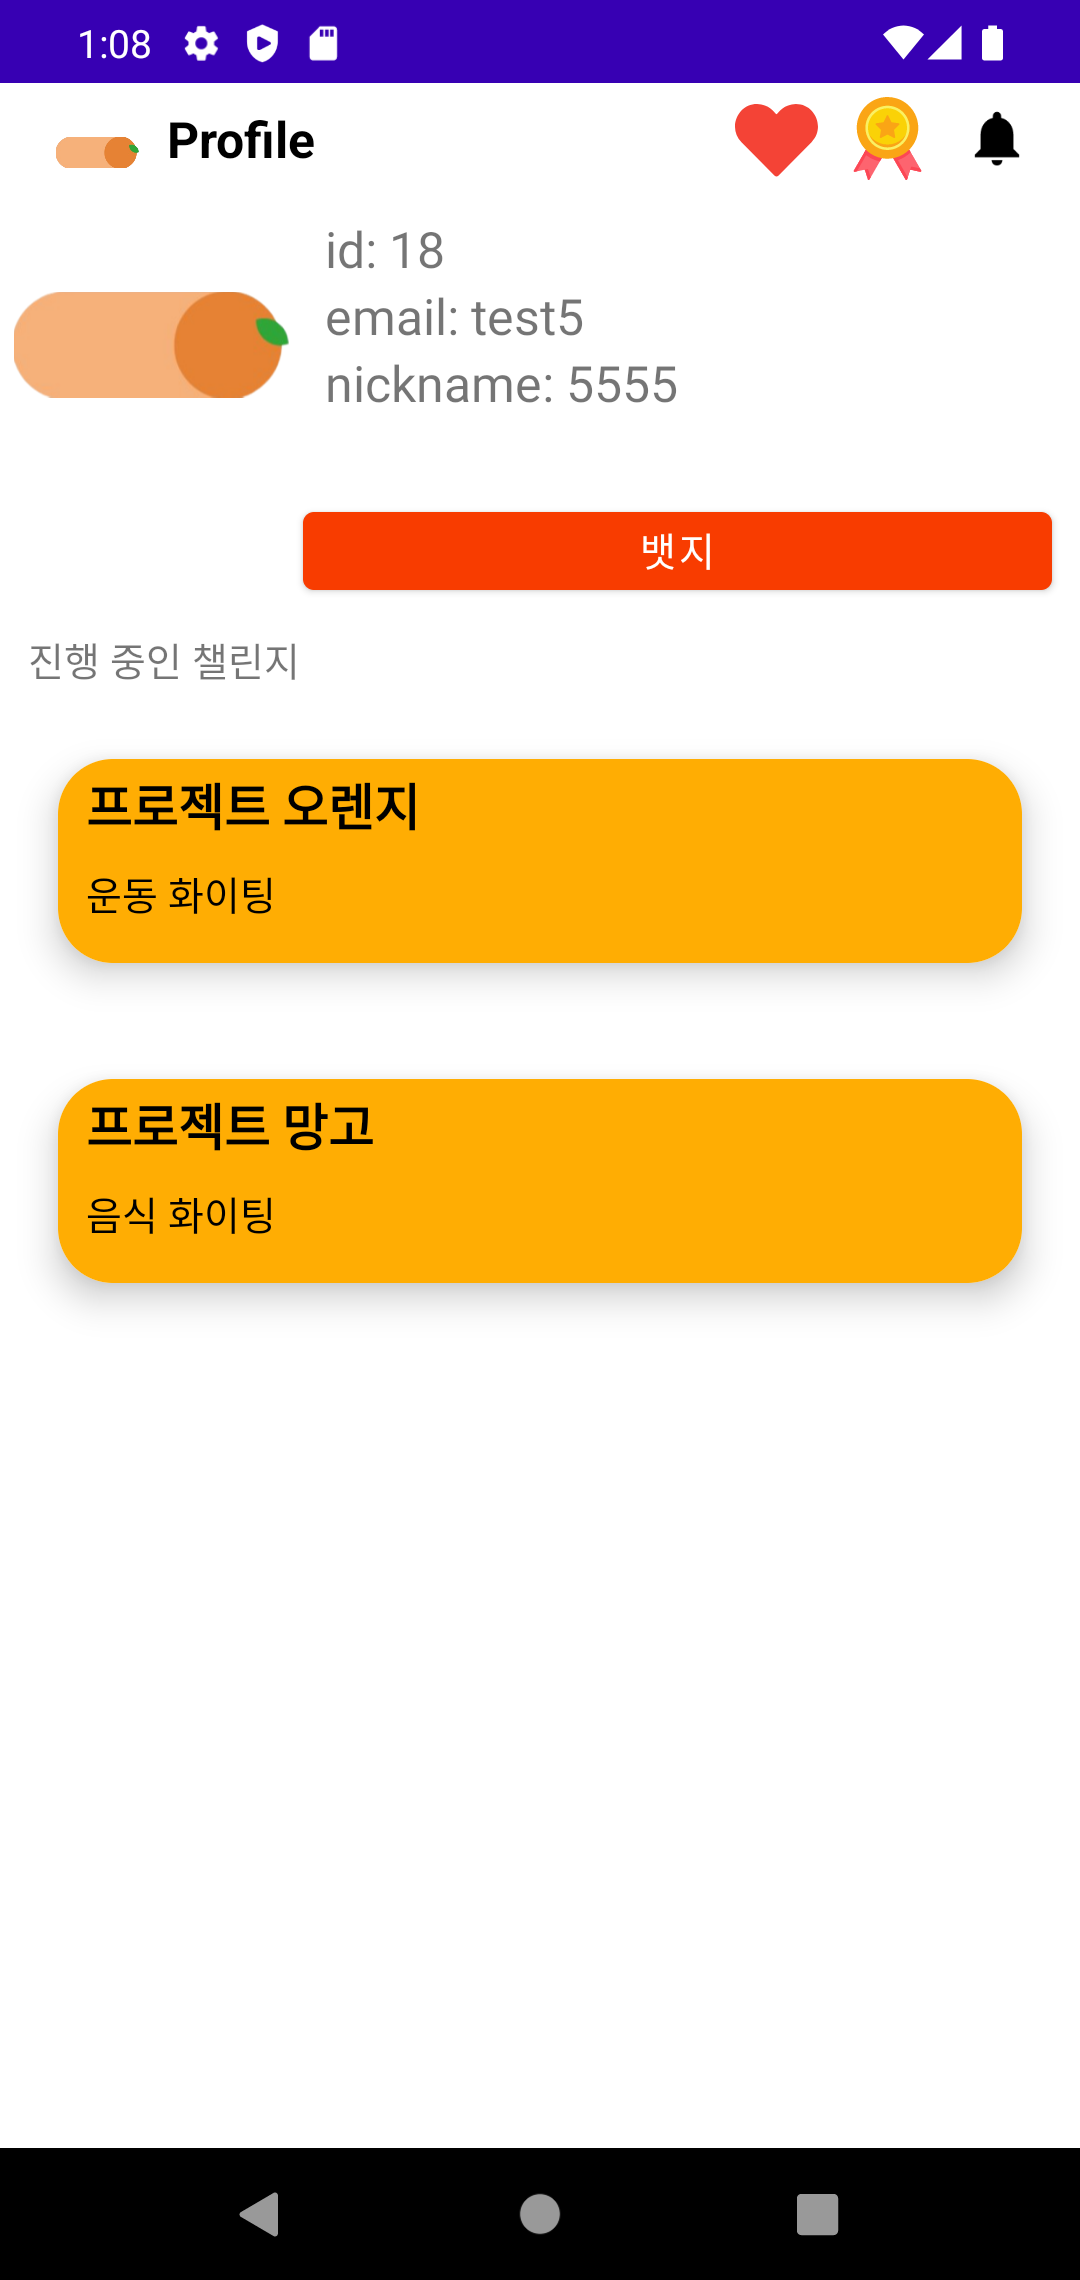 1:08
Profile
id: 18
email: test5
nickname: 5555
뱃지
진행 중인 챌린지
프로젝트 오렌지
운동 화이팅
프로젝트 망고
음식 화이팅